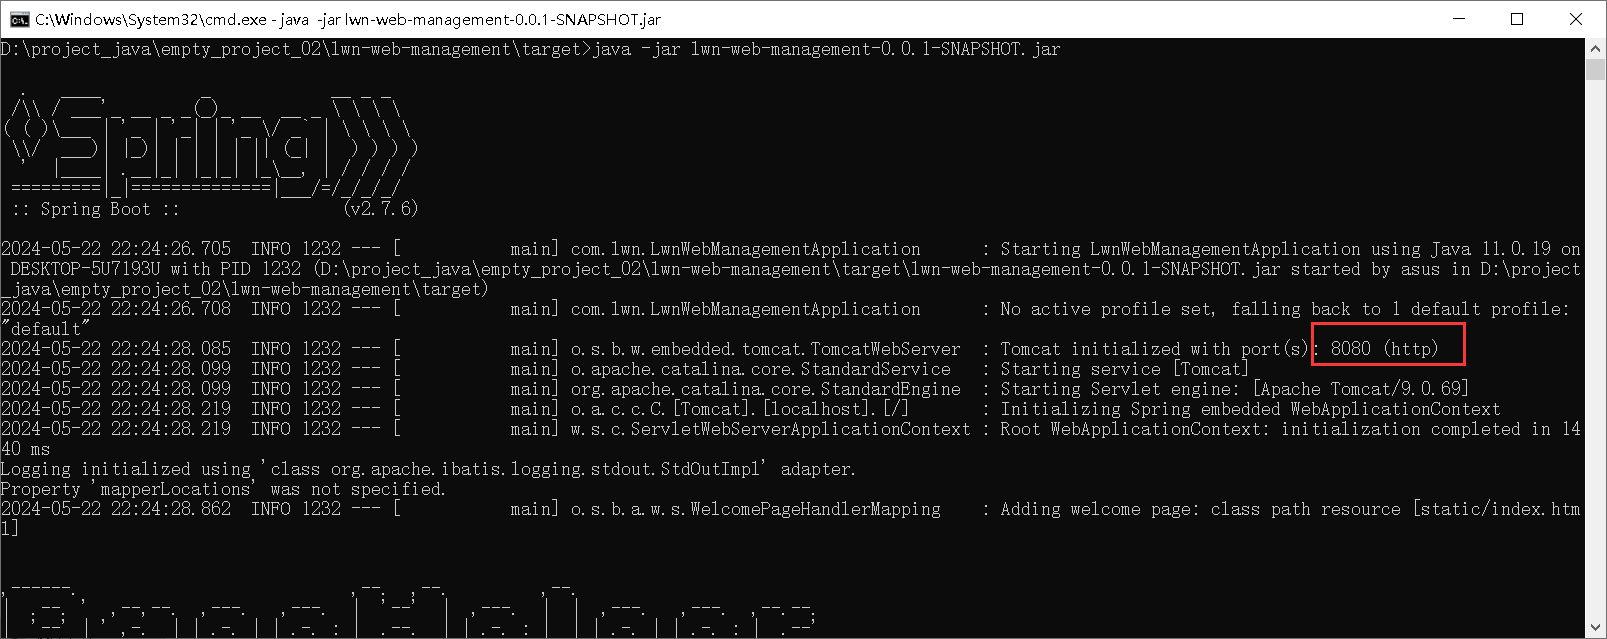 C:\Windows\System32\cmd.exe - java  -jar lwn-web-management-0.0.1-SNAPSHOT.jar
D:\project_java\empty_project_02\lwn-web-management\target>java -jar lwn-web-management-0.0.1-SNAPSHOT.jar
Spring
:: Spring Boot ::                (v2.7.6)
2024-05-22 22:24:26.705  INFO 1232 --- [           main] com.lwn.LwnWebManagementApplication      : Starting LwnWebManagementApplication using Java 11.0.19 on
DESKTOP-5U7193U with PID 1232 (D:\project_java\empty_project_02\lwn-web-management\target\lwn-web-management-0.0.1-SNAPSHOT.jar started by asus in D:\project
_java\empty_project_02\lwn-web-management\target)
2024-05-22 22:24:26.708  INFO 1232 --- [           main] com.lwn.LwnWebManagementApplication      : No active profile set, falling back to 1 default profile:
"default"
2024-05-22 22:24:28.085  INFO 1232 --- [           main] o.s.b.w.embedded.tomcat.TomcatWebServer  : Tomcat initialized with port(s): 8080 (http)
2024-05-22 22:24:28.099  INFO 1232 --- [           main] o.apache.catalina.core.StandardService   : Starting service [Tomcat]
2024-05-22 22:24:28.099  INFO 1232 --- [           main] org.apache.catalina.core.StandardEngine  : Starting Servlet engine: [Apache Tomcat/9.0.69]
2024-05-22 22:24:28.219  INFO 1232 --- [           main] o.a.c.c.C.[Tomcat].[localhost].[/]       : Initializing Spring embedded WebApplicationContext
2024-05-22 22:24:28.219  INFO 1232 --- [           main] w.s.c.ServletWebServerApplicationContext : Root WebApplicationContext: initialization completed in 14
40 ms
Logging initialized using 'class org.apache.ibatis.logging.stdout.StdOutImpl' adapter.
Property 'mapperLocations' was not specified.
2024-05-22 22:24:28.862  INFO 1232 --- [           main] o.s.b.a.w.s.WelcomePageHandlerMapping    : Adding welcome page: class path resource [static/index.htm
l]